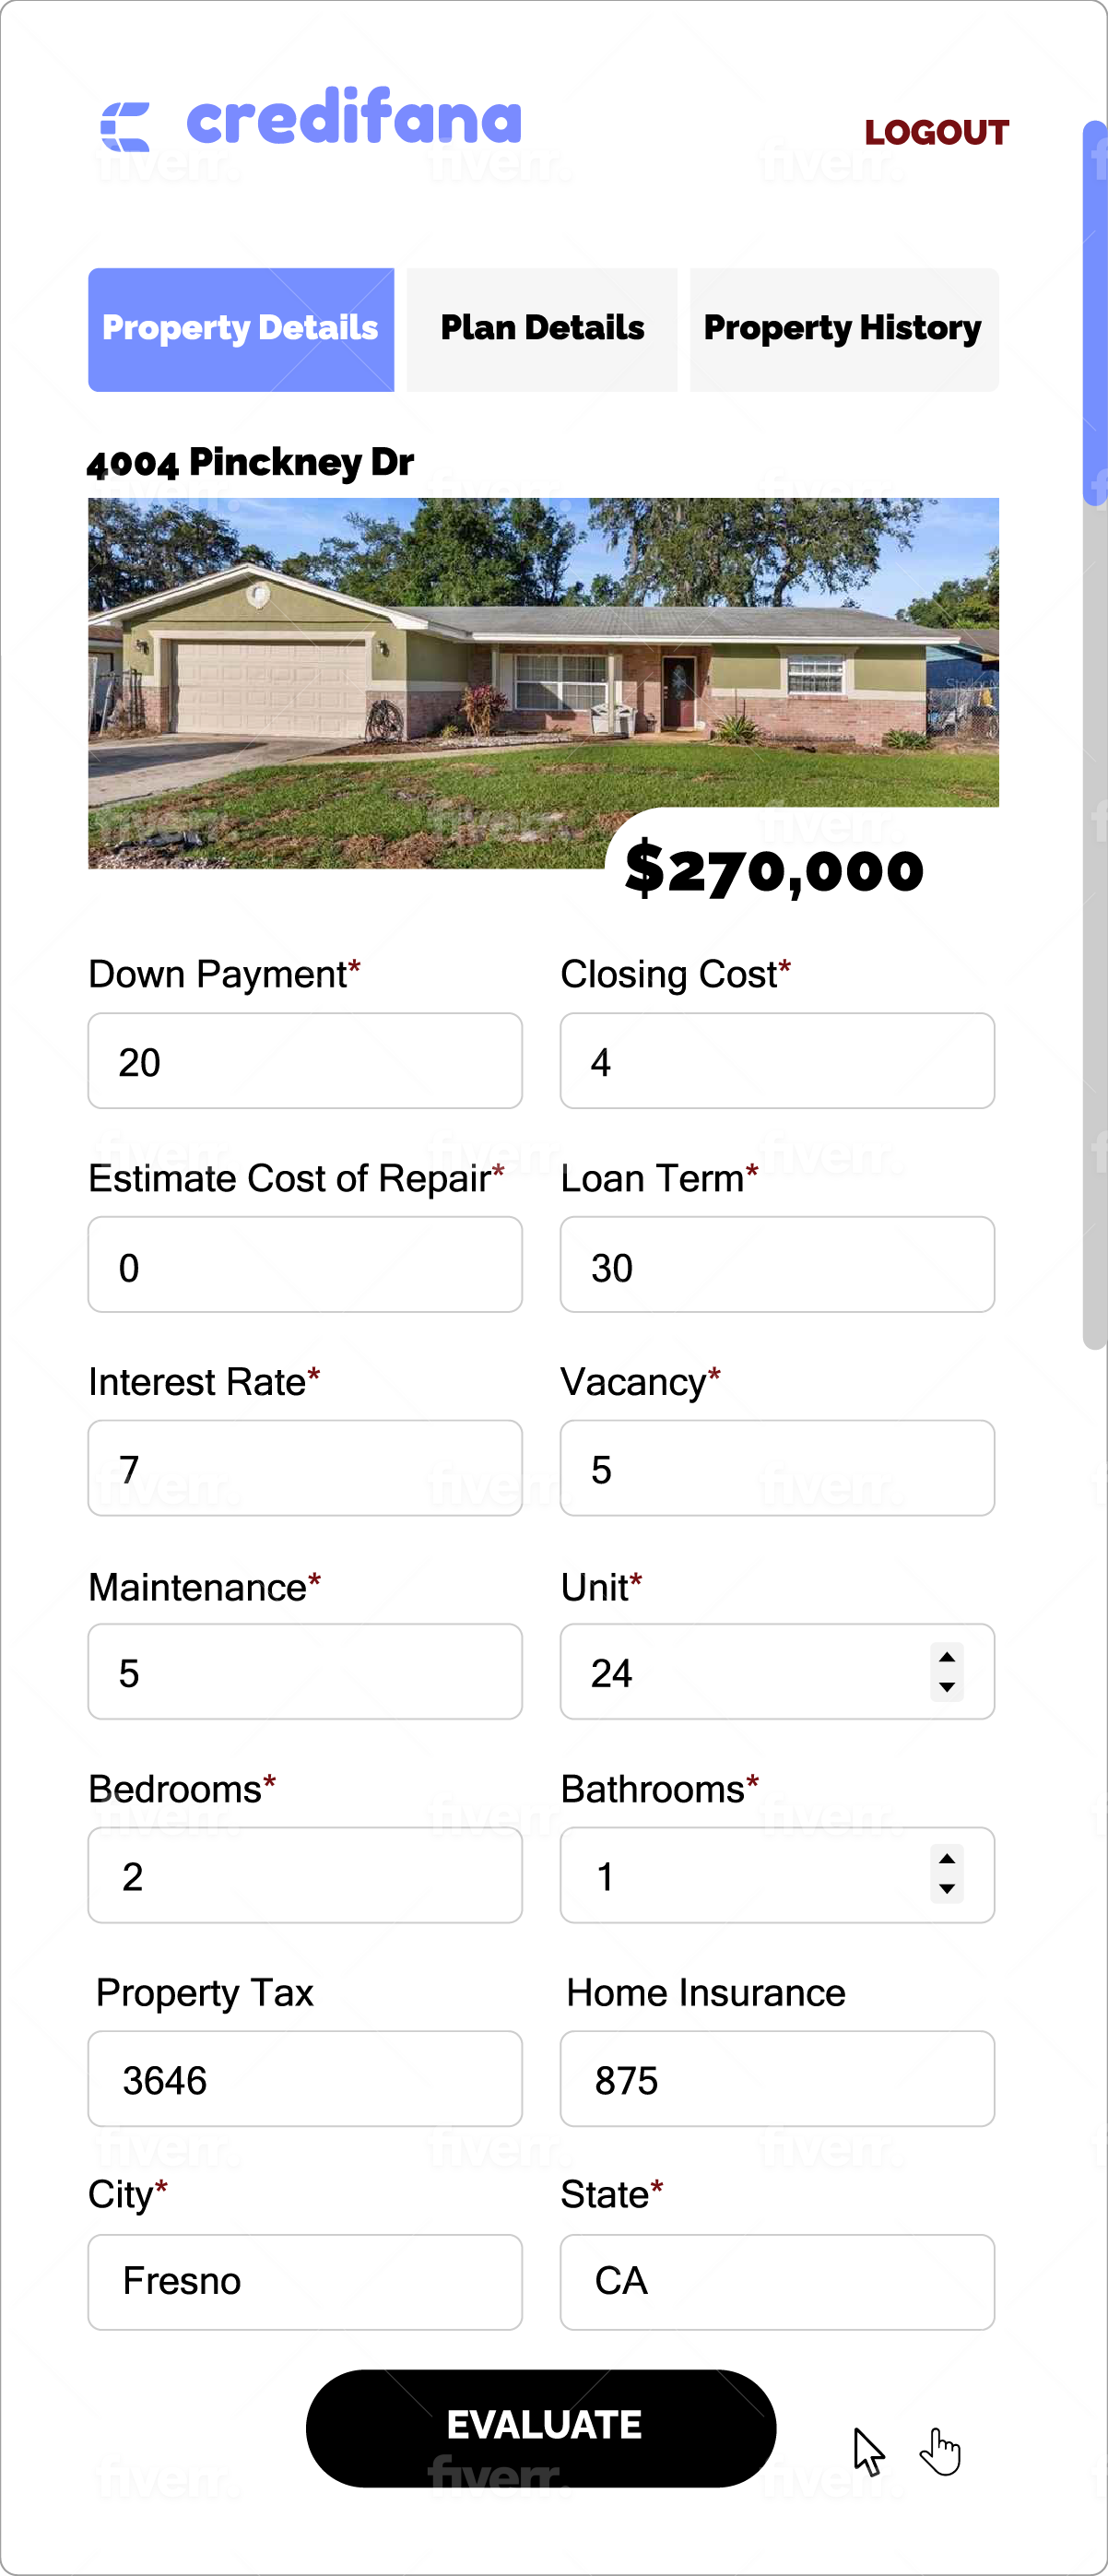 credifana
LOGOUT
Property Details Plan Details Property History
4004 Pinckney Dr
$270,000
Down Payment* Closing Cost*
20 4
Estimate Cost of Repair* Loan Term*
0 30
Interest Rate* Vacancy*
7 5
Maintenance* Unit*
5 24
Bedrooms* Bathrooms*
2 1
Property Tax Home Insurance
3646 875
City* State*
Fresno CA
EVALUATE
fiverr.